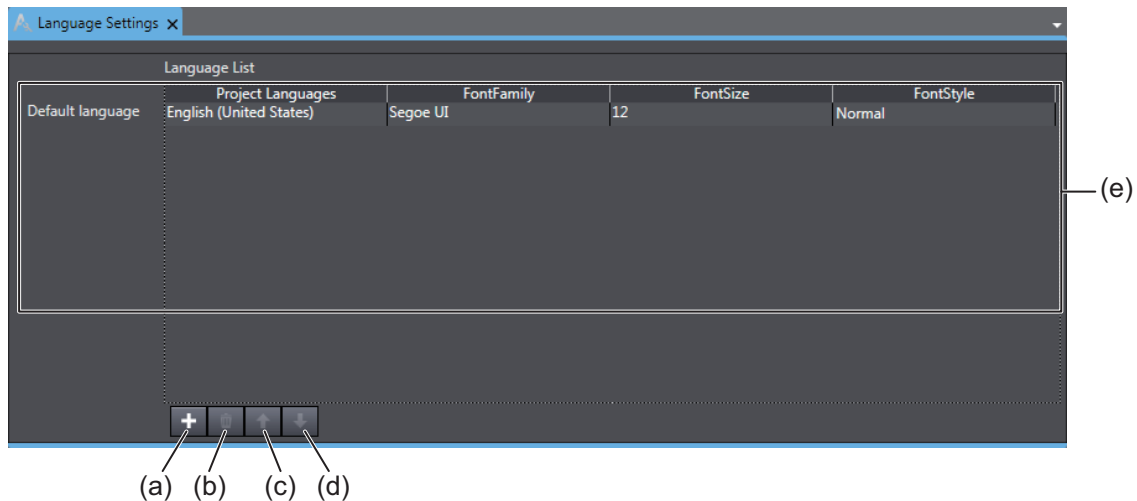 Language Settings
Language List
Project Languages FontFamily FontSize FontStyle
Default language English (United States) Segoe UI 12 Normal
(e)
(a) (b) (c) (d)